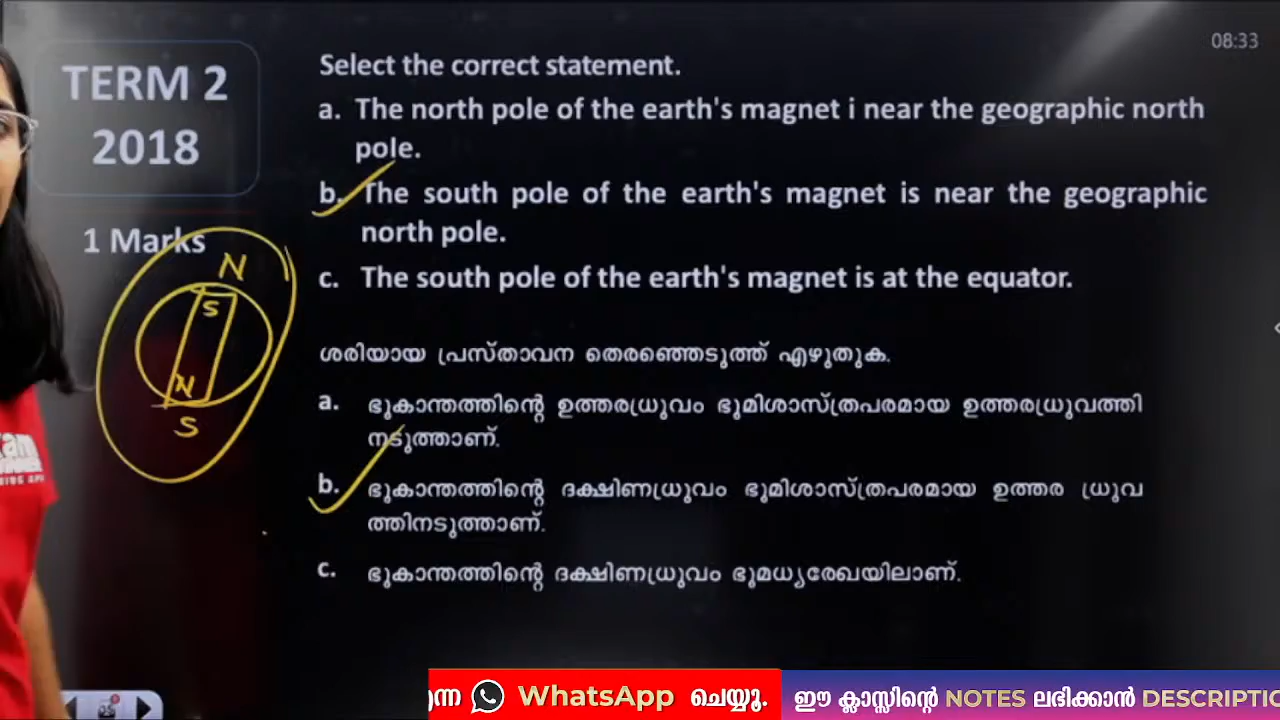 08:33
TERM 2
2018
1 Marks
Select the correct statement.
a. The north pole of the earth's magnet i near the geographic north
pole.
b. The south pole of the earth's magnet is near the geographic
north pole.
c. The south pole of the earth's magnet is at the equator.
N
S
N
S
ശരിയായ പ്രസ്താവന തെരഞ്ഞെടുത്ത് എഴുതുക.
a. ഭൂകാന്തത്തിന്റെ ഉത്തരധ്രുവം ഭൂമിശാസ്ത്രപരമായ ഉത്തരധ്രുവത്തി
നടുത്താണ്.
b. ഭൂകാന്തത്തിന്റെ ദക്ഷിണധ്രുവം ഭൂമിശാസ്ത്രപരമായ ഉത്തര ധ്രുവ
ത്തിനടുത്താണ്.
c. ഭൂകാന്തത്തിന്റെ ദക്ഷിണധ്രുവം ഭൂമധ്യരേഖയിലാണ്.
WhatsApp ചെയ്യൂ. ഈ ക്ലാസ്സിന്റെ NOTES ലഭിക്കാൻ DESCRIPTIO